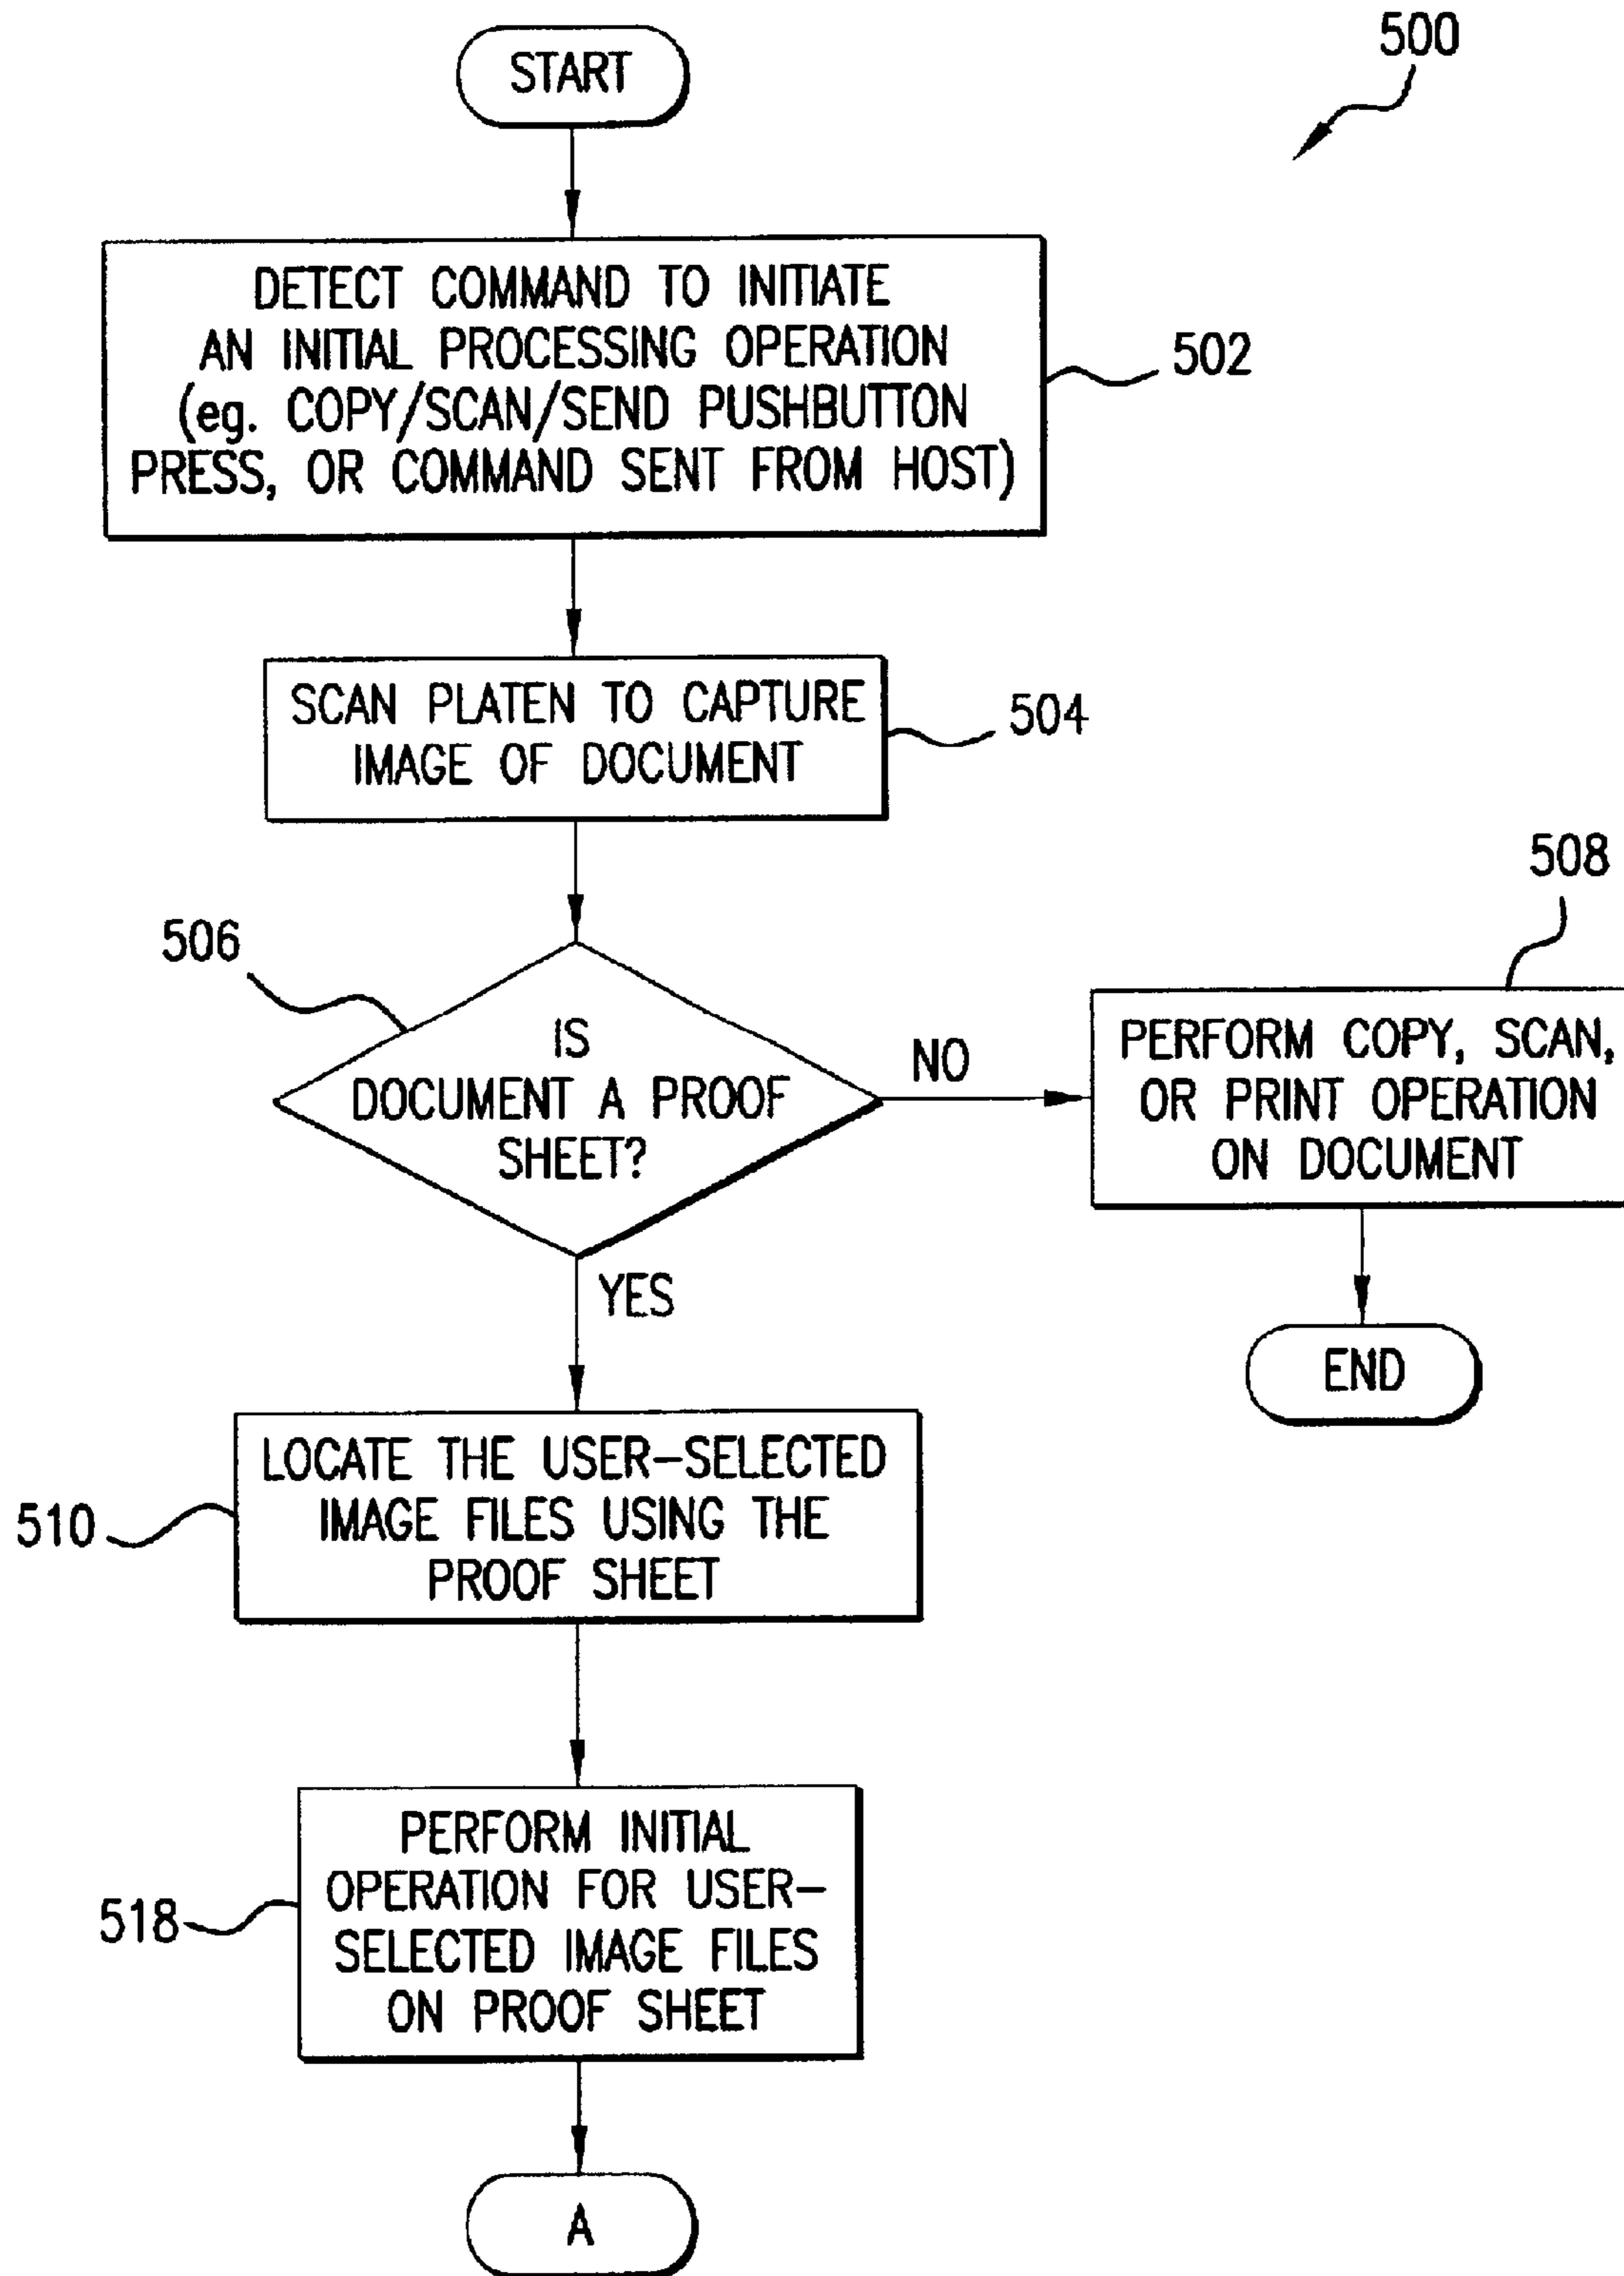 500
START
DETECT COMMAND TO INITIATE
AN INITIAL PROCESSING OPERATION
(eg. COPY/SCAN/SEND PUSHBUTTON
PRESS, OR COMMAND SENT FROM HOST)
502
SCAN PLATEN TO CAPTURE
IMAGE OF DOCUMENT
504
506
IS
DOCUMENT A PROOF
SHEET?
NO
508
PERFORM COPY, SCAN,
OR PRINT OPERATION
ON DOCUMENT
END
YES
510
LOCATE THE USER-SELECTED
IMAGE FILES USING THE
PROOF SHEET
518
PERFORM INITIAL
OPERATION FOR USER-
SELECTED IMAGE FILES
ON PROOF SHEET
A